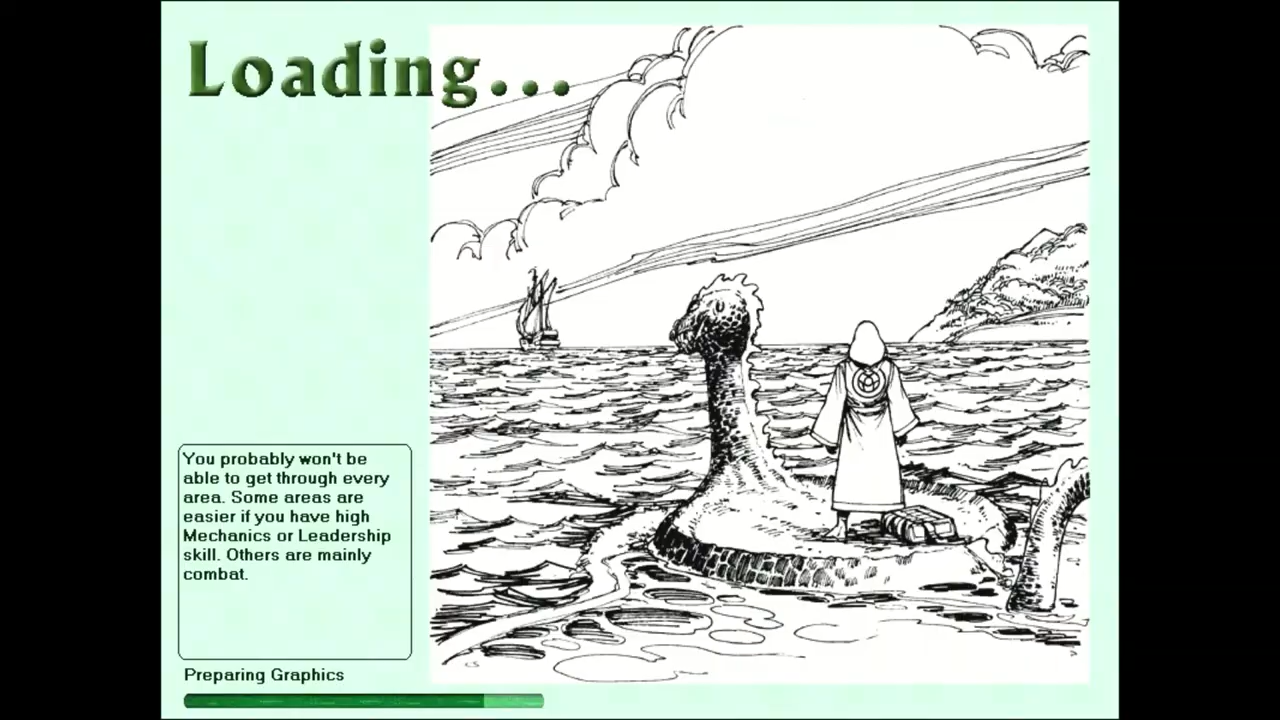 Loading...
You probably won't be
able to get through every
area. Some areas are
easier if you have high
Mechanics or Leadership
skill. Others are mainly
combat.
Preparing Graphics